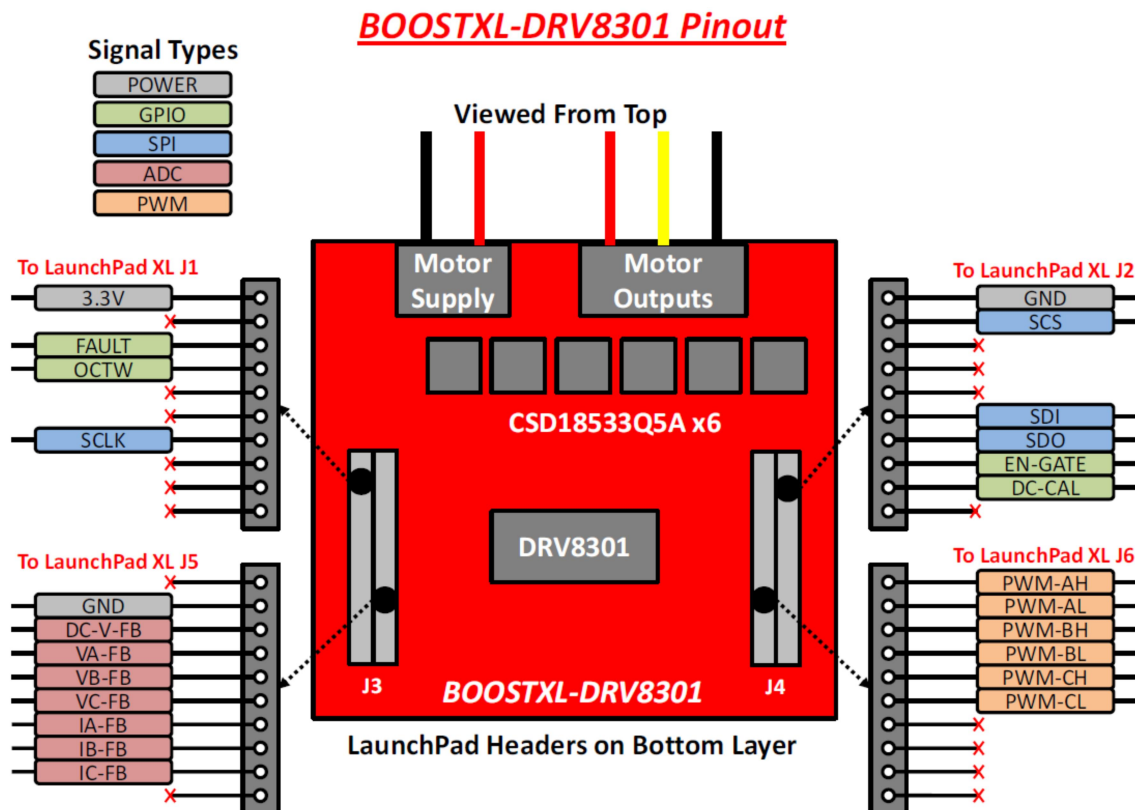 BOOSTXL-DRV8301 Pinout
Signal Types
POWER
GPIO
SPI
ADC
PWM
Viewed From Top
Motor
Supply
Motor
Outputs
CSD18533Q5A x6
DRV8301
J3
J4
BOOSTXL-DRV8301
LaunchPad Headers on Bottom Layer
To LaunchPad XL J1
3.3V
FAULT
OCTW
SCLK
To LaunchPad XL J5
GND
DC-V-FB
VA-FB
VB-FB
VC-FB
IA-FB
IB-FB
IC-FB
To LaunchPad XL J2
GND
SCS
SDI
SDO
EN-GATE
DC-CAL
To LaunchPad XL J6
PWM-AH
PWM-AL
PWM-BH
PWM-BL
PWM-CH
PWM-CL